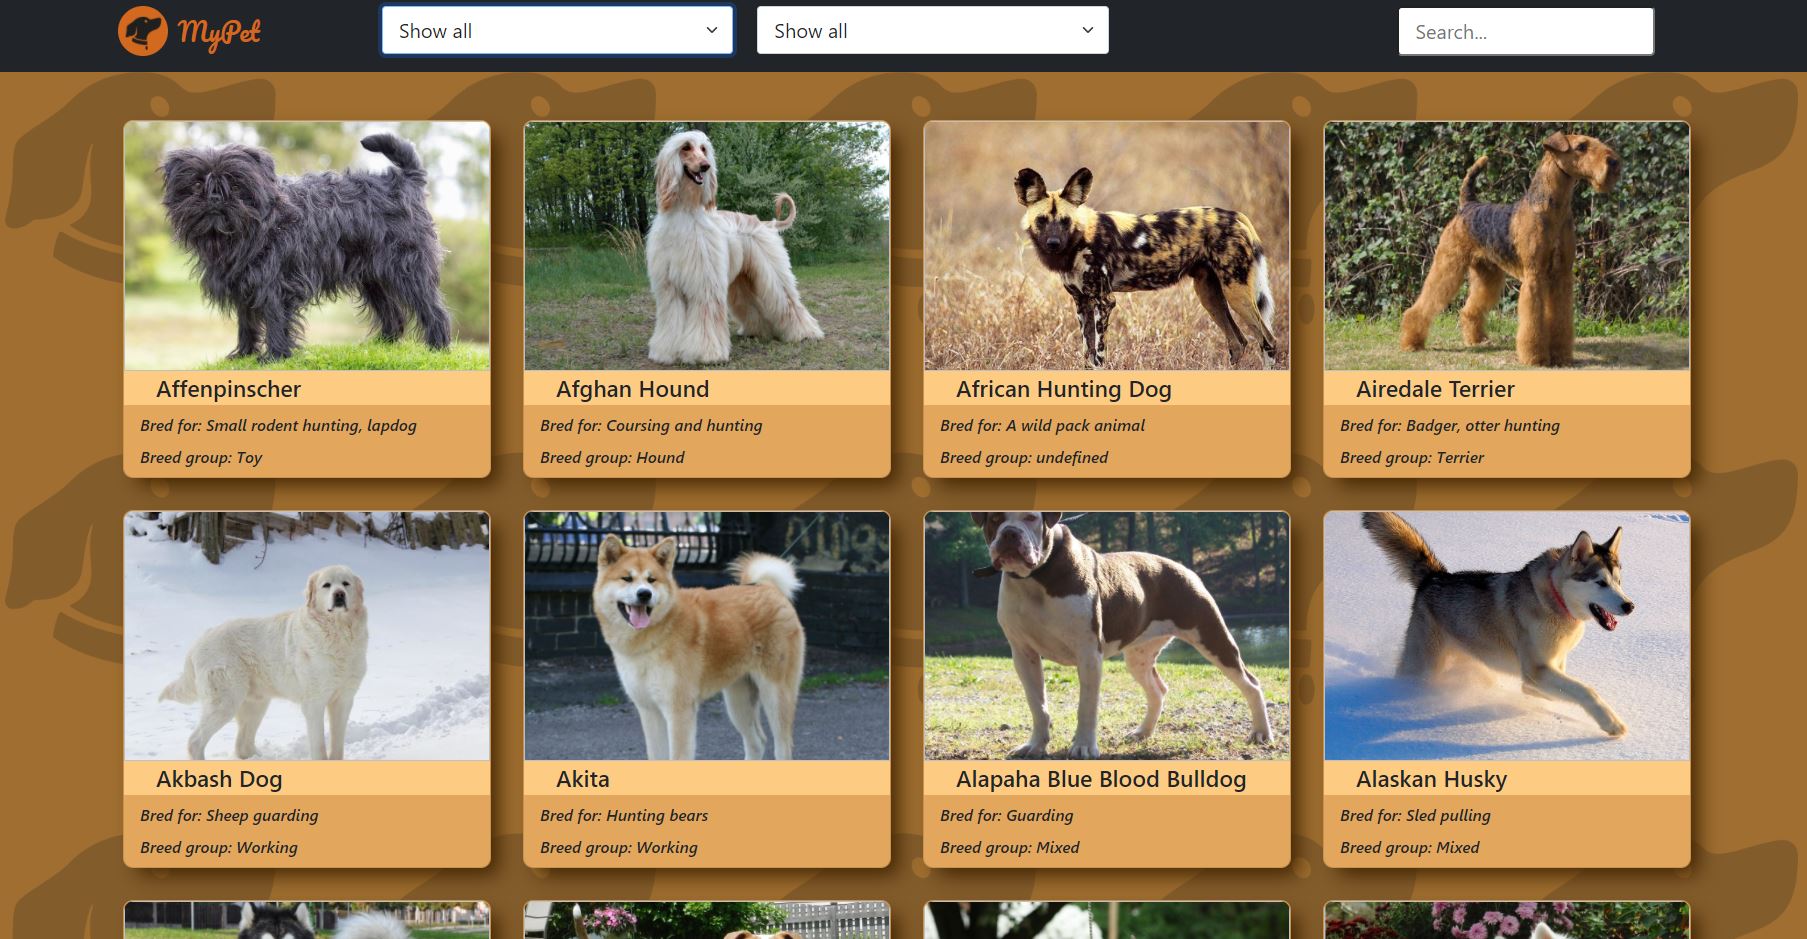 MyPet
Show all
Show all
Search...
Affenpinscher
Bred for: Small rodent hunting, lapdog
Breed group: Toy
Afghan Hound
Bred for: Coursing and hunting
Breed group: Hound
African Hunting Dog
Bred for: A wild pack animal
Breed group: undefined
Airedale Terrier
Bred for: Badger, otter hunting
Breed group: Terrier
Akbash Dog
Bred for: Sheep guarding
Breed group: Working
Akita
Bred for: Hunting bears
Breed group: Working
Alapaha Blue Blood Bulldog
Bred for: Guarding
Breed group: Mixed
Alaskan Husky
Bred for: Sled pulling
Breed group: Mixed